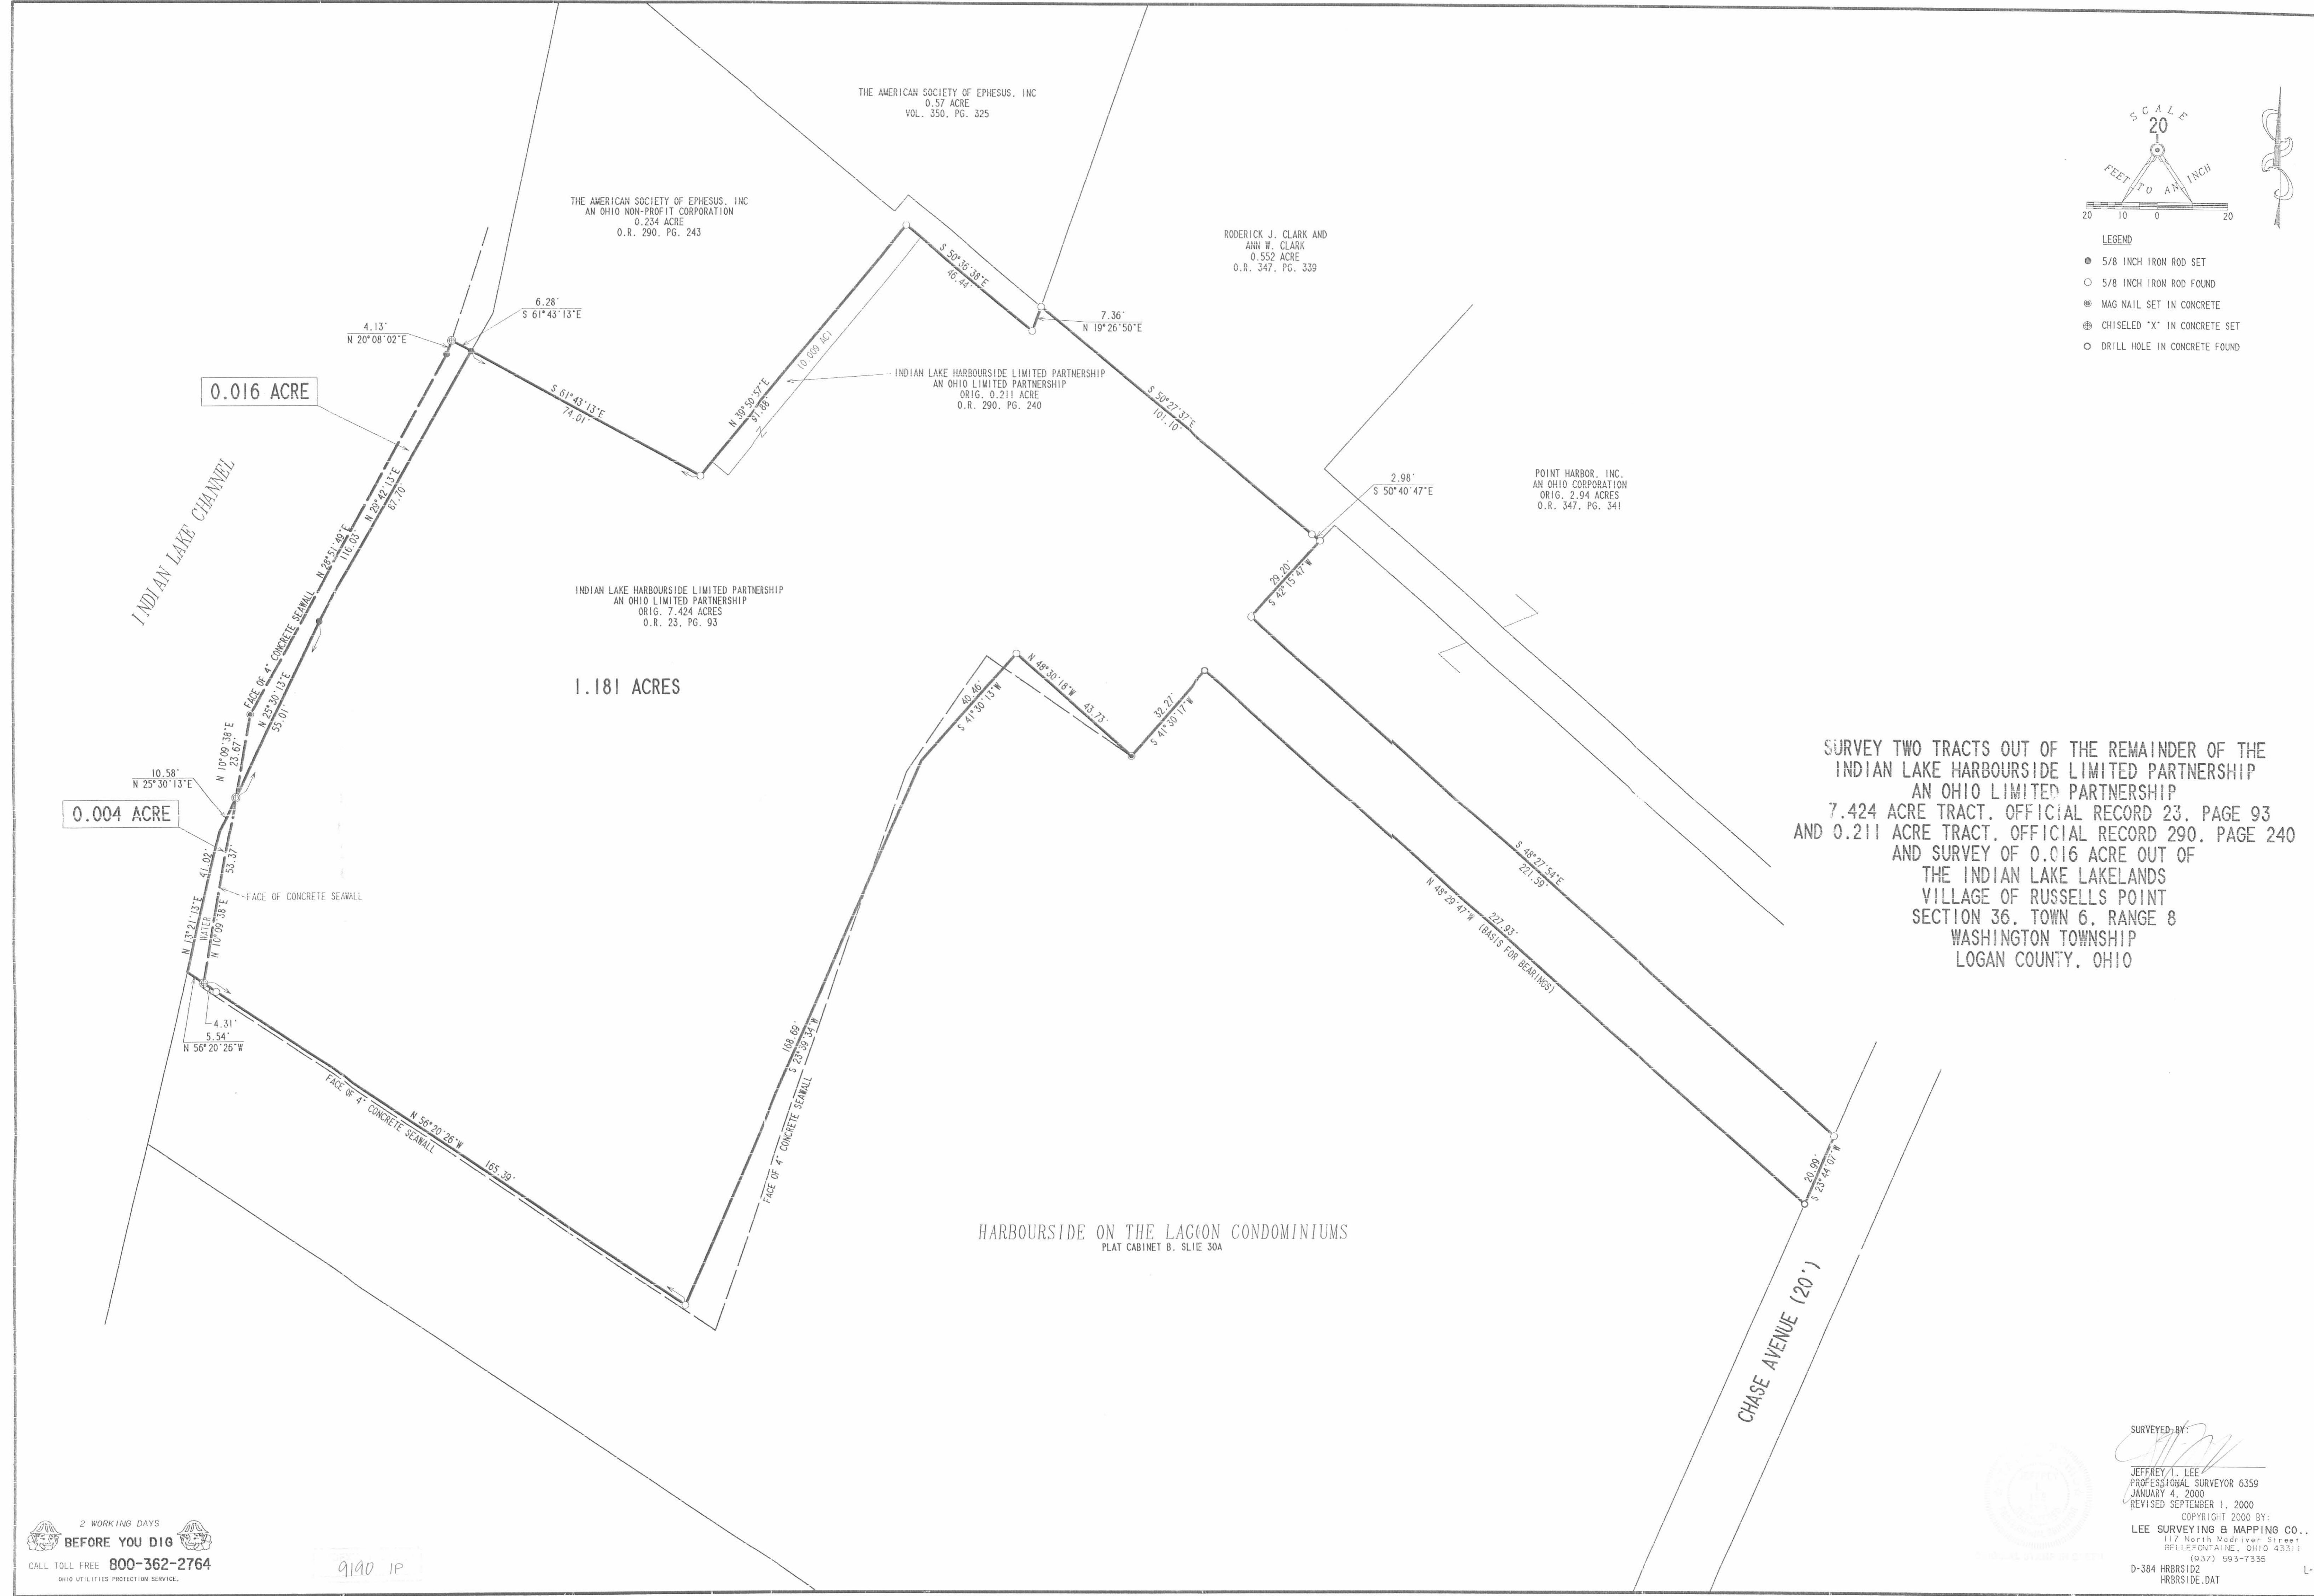 THE AMERICAN SOCIETY OF EPHESUS, INC
0.57 ACRE
VOL. 350, PG. 325
THE AMERICAN SOCIETY OF EPHESUS, INC
AN OHIO NON-PROFIT CORPORATION
0.234 ACRE
O.R. 290, PG. 243
RODERICK J. CLARK AND
ANN W. CLARK
0.552 ACRE
O.R. 347, PG. 339
SCALE
20
FEET TO AN INCH
20 10 0 20
LEGEND
5/8 INCH IRON ROD SET
5/8 INCH IRON ROD FOUND
MAG NAIL SET IN CONCRETE
CHISELED "X" IN CONCRETE SET
DRILL HOLE IN CONCRETE FOUND
S 50°36'38"E
46.44'
7.36'
N 19°26'50"E
6.28'
S 61°43'13"E
4.13'
N 20°08'02"E
0.016 ACRE
S 61°43'13"E
74.01'
N 39°50'57"E
91.88'
(0.009 AC)
INDIAN LAKE HARBOURSIDE LIMITED PARTNERSHIP
AN OHIO LIMITED PARTNERSHIP
ORIG. 0.211 ACRE
O.R. 290, PG. 240
S 50°27'37"E
101.10'
2.98'
S 50°40'47"E
POINT HARBOR, INC.
AN OHIO CORPORATION
ORIG. 2.94 ACRES
O.R. 347, PG. 341
INDIAN LAKE CHANNEL
N 29°42'13"E
87.70'
N 28°51'49"E
116.03'
FACE OF 4" CONCRETE SEAWALL
N 25°30'13"E
55.01'
INDIAN LAKE HARBOURSIDE LIMITED PARTNERSHIP
AN OHIO LIMITED PARTNERSHIP
ORIG. 7.424 ACRES
O.R. 23, PG. 93
1.181 ACRES
29.20'
S 42°15'47"W
N 48°30'18"W
43.73'
40.46'
S 41°30'13"W
32.27'
S 41°30'17"W
N 10°09'38"E
23.67'
10.58'
N 25°30'13"E
0.004 ACRE
41.02'
N 13°21'13"E
WATER
53.37'
N 10°09'38"E
FACE OF CONCRETE SEAWALL
4.31'
5.54'
N 56°20'26"W
FACE OF 4" CONCRETE SEAWALL
N 56°20'26"W
165.39'
168.69'
S 23°39'34"W
FACE OF 4" CONCRETE SEAWALL
S 48°27'54"E
221.59'
N 48°29'47"W
227.93'
(BASIS FOR BEARINGS)
20.99'
S 23°44'07"W
SURVEY TWO TRACTS OUT OF THE REMAINDER OF THE
INDIAN LAKE HARBOURSIDE LIMITED PARTNERSHIP
AN OHIO LIMITED PARTNERSHIP
7.424 ACRE TRACT, OFFICIAL RECORD 23, PAGE 93
AND 0.211 ACRE TRACT, OFFICIAL RECORD 290, PAGE 240
AND SURVEY OF 0.016 ACRE OUT OF
THE INDIAN LAKE LAKELANDS
VILLAGE OF RUSSELLS POINT
SECTION 36, TOWN 6, RANGE 8
WASHINGTON TOWNSHIP
LOGAN COUNTY, OHIO
HARBOURSIDE ON THE LAGOON CONDOMINIUMS
PLAT CABINET B, SLIE 30A
CHASE AVENUE (20')
SURVEYED BY:
JEFFREY I. LEE
PROFESSIONAL SURVEYOR 6359
JANUARY 4, 2000
REVISED SEPTEMBER 1, 2000
COPYRIGHT 2000 BY:
LEE SURVEYING & MAPPING CO.,
117 North Madriver Street
BELLEFONTAINE, OHIO 43311
(937) 593-7335
D-384 HRBRSID2
HRBRSIDE.DAT
L-
2 WORKING DAYS
BEFORE YOU DIG
CALL TOLL FREE 800-362-2764
OHIO UTILITIES PROTECTION SERVICE.
9190 1P